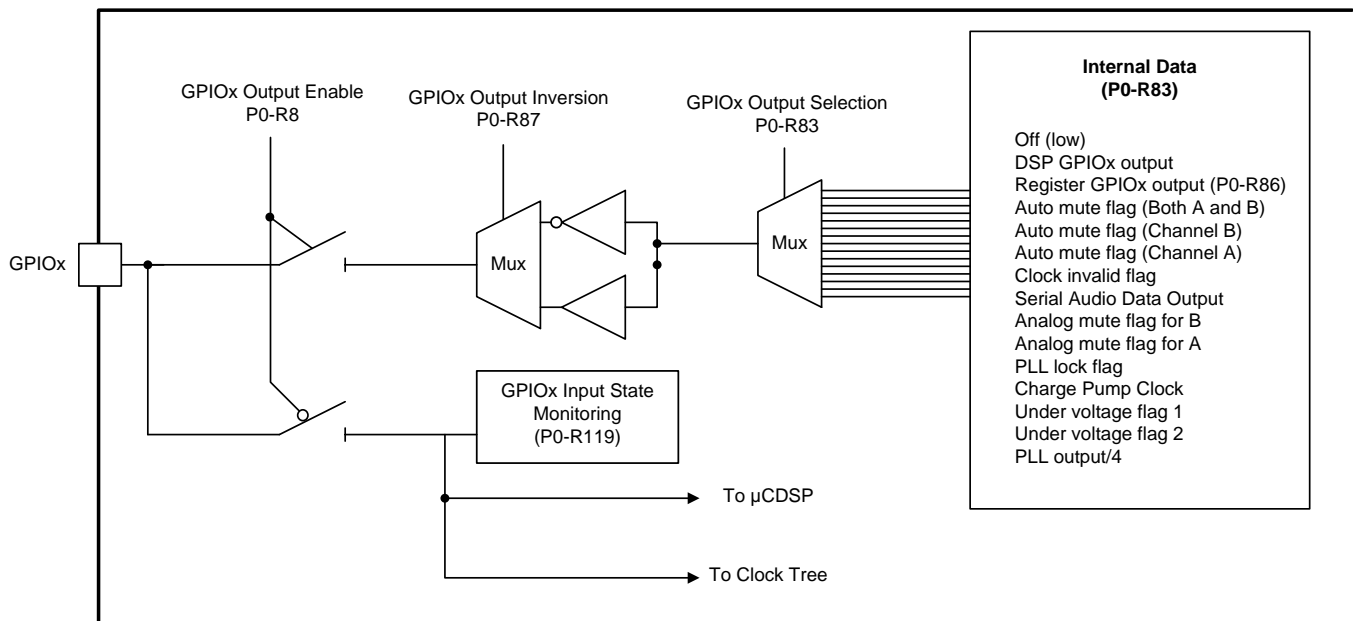 GPIOx Output Enable
P0-R8
GPIOx Output Inversion
P0-R87
GPIOx Output Selection
P0-R83
Internal Data
(P0-R83)
Off (low)
DSP GPIOx output
Register GPIOx output (P0-R86)
Auto mute flag (Both A and B)
Auto mute flag (Channel B)
Auto mute flag (Channel A)
Clock invalid flag
Serial Audio Data Output
Analog mute flag for B
Analog mute flag for A
PLL lock flag
Charge Pump Clock
Under voltage flag 1
Under voltage flag 2
PLL output/4
GPIOx
Mux
Mux
GPIOx Input State
Monitoring
(P0-R119)
To µCDSP
To Clock Tree